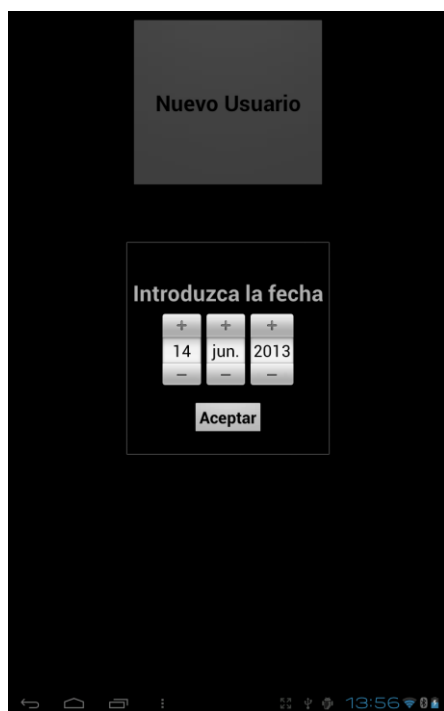 Nuevo Usuario
Introduzca la fecha
+ + +
14 jun. 2013
− − −
Aceptar
13:56